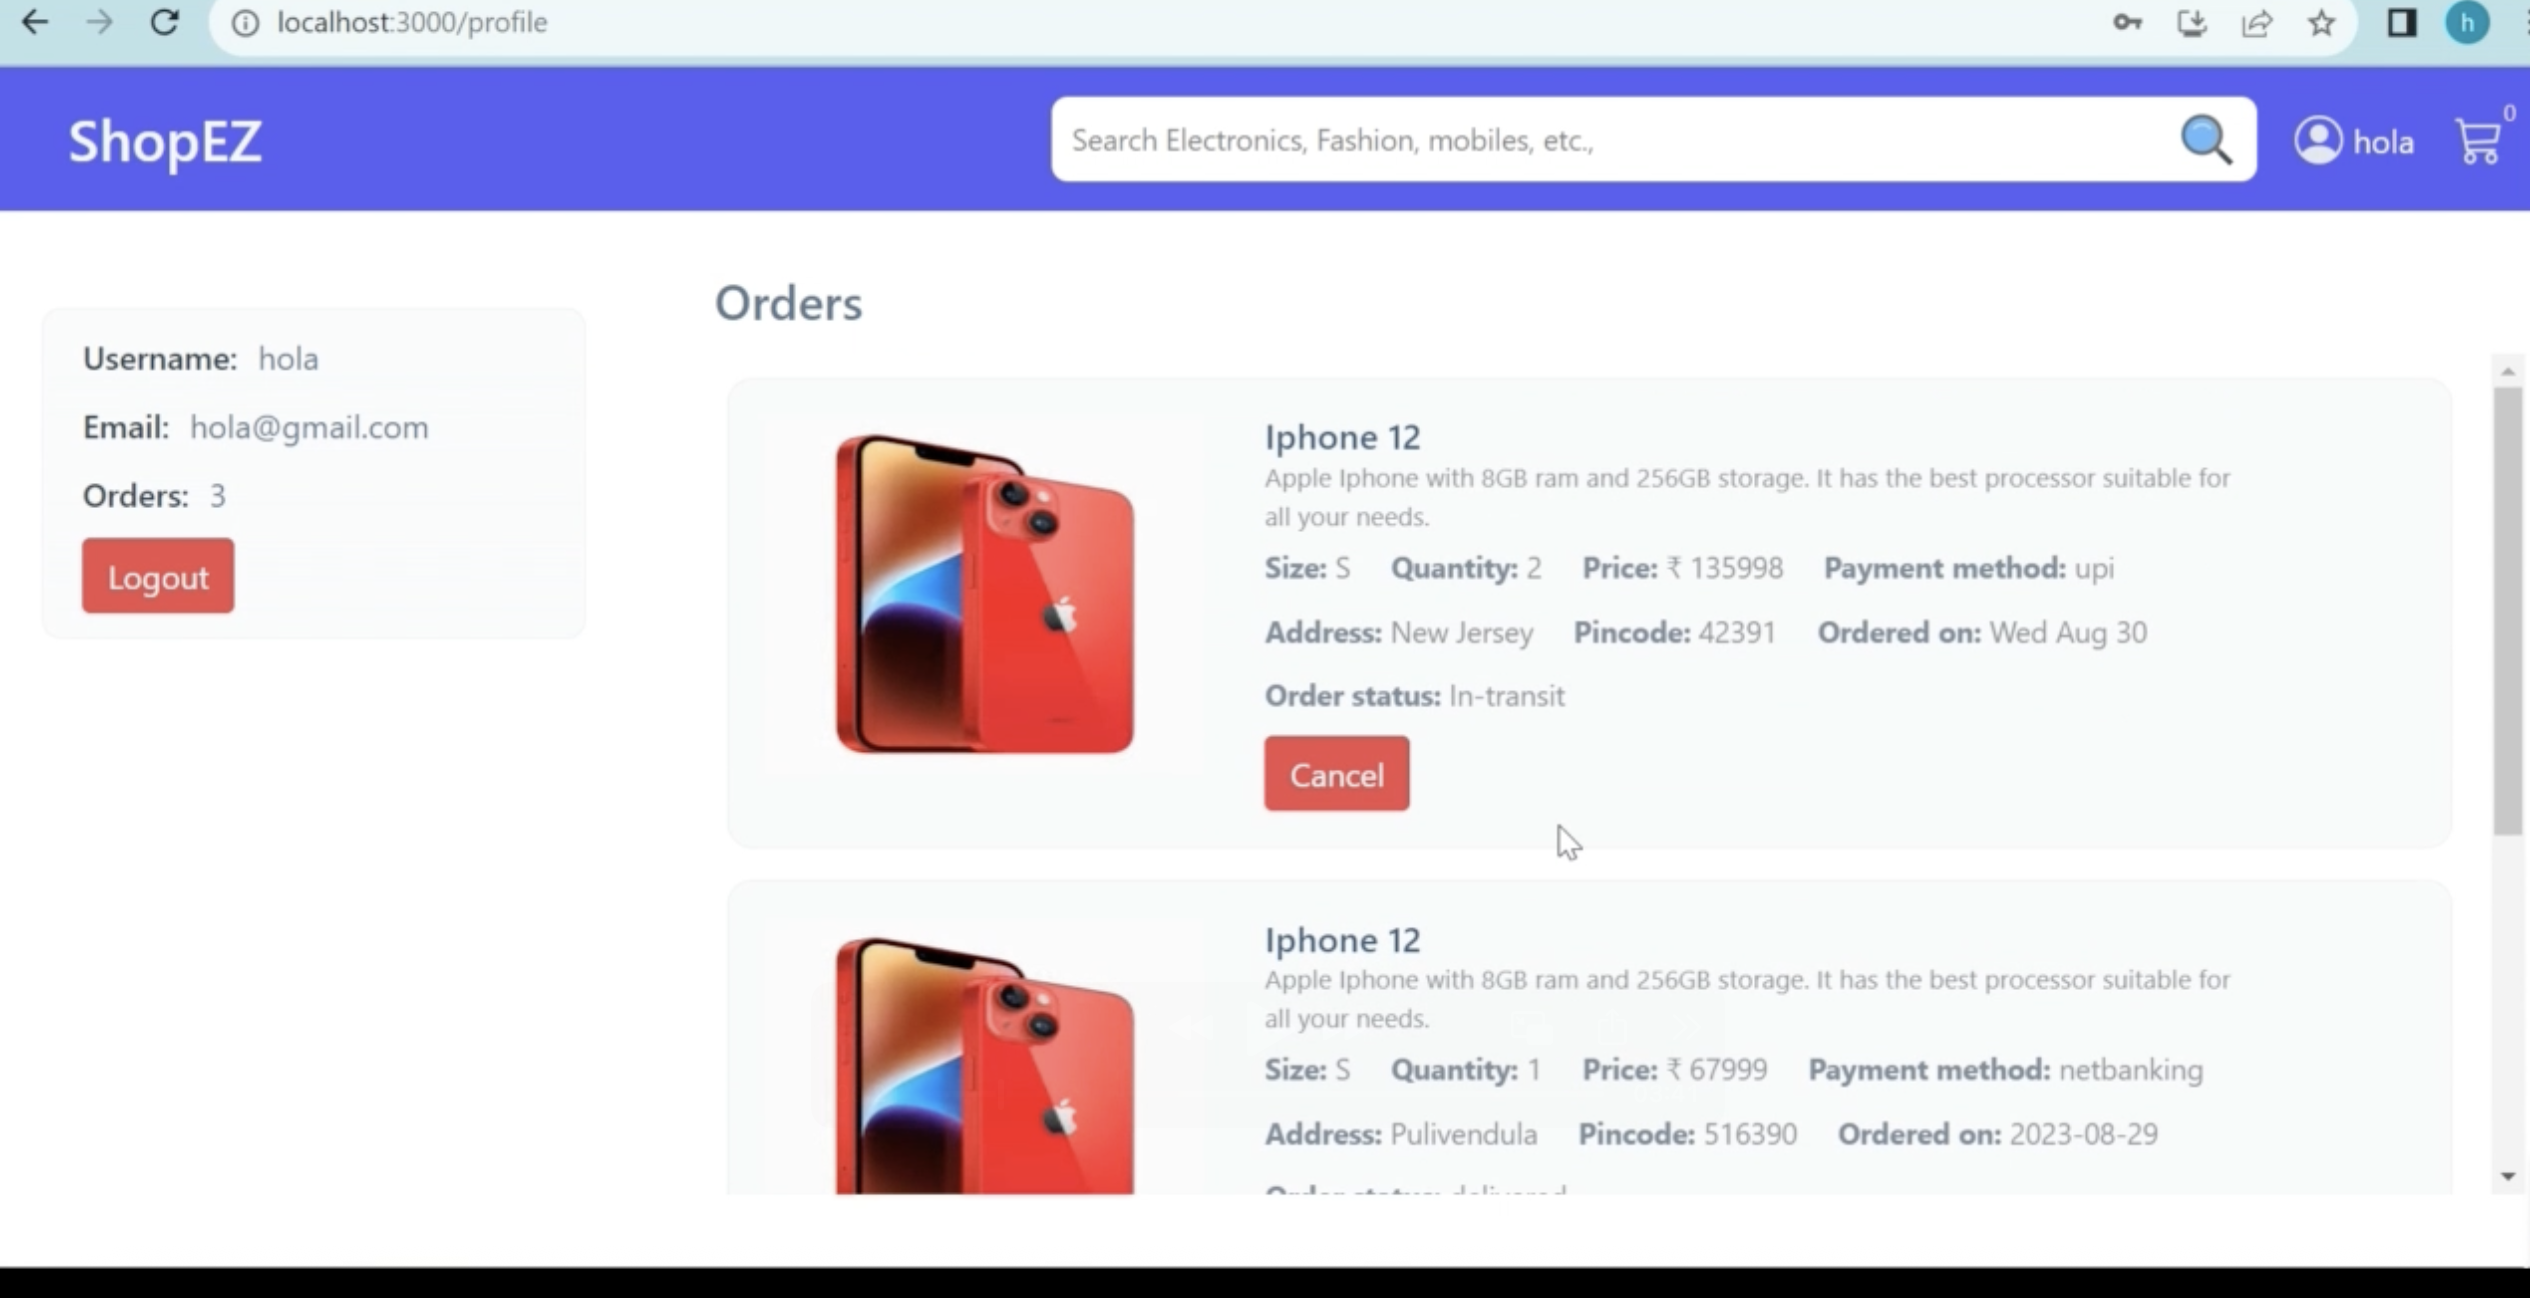 localhost:3000/profile
h
ShopEZ
Search Electronics, Fashion, mobiles, etc.,
hola
0
Username: hola
Email: hola@gmail.com
Orders: 3
Logout
Orders
Iphone 12
Apple Iphone with 8GB ram and 256GB storage. It has the best processor suitable for
all your needs.
Size: S Quantity: 2 Price: ₹ 135998 Payment method: upi
Address: New Jersey Pincode: 42391 Ordered on: Wed Aug 30
Order status: In-transit
Cancel
Iphone 12
Apple Iphone with 8GB ram and 256GB storage. It has the best processor suitable for
all your needs.
Size: S Quantity: 1 Price: ₹ 67999 Payment method: netbanking
Address: Pulivendula Pincode: 516390 Ordered on: 2023-08-29
Order status: delivered